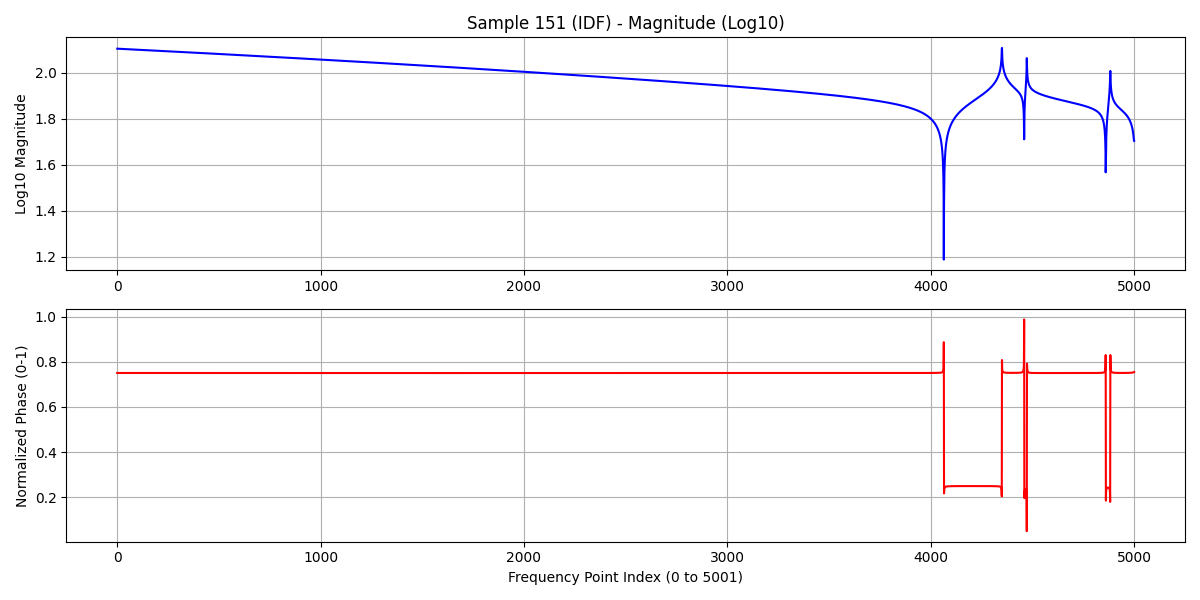 Sample 151 (IDF) - Magnitude (Log10)
Log10 Magnitude
2.0
1.8
1.6
1.4
1.2
0 1000 2000 3000 4000 5000
Normalized Phase (0-1)
1.0
0.8
0.6
0.4
0.2
0 1000 2000 3000 4000 5000
Frequency Point Index (0 to 5001)